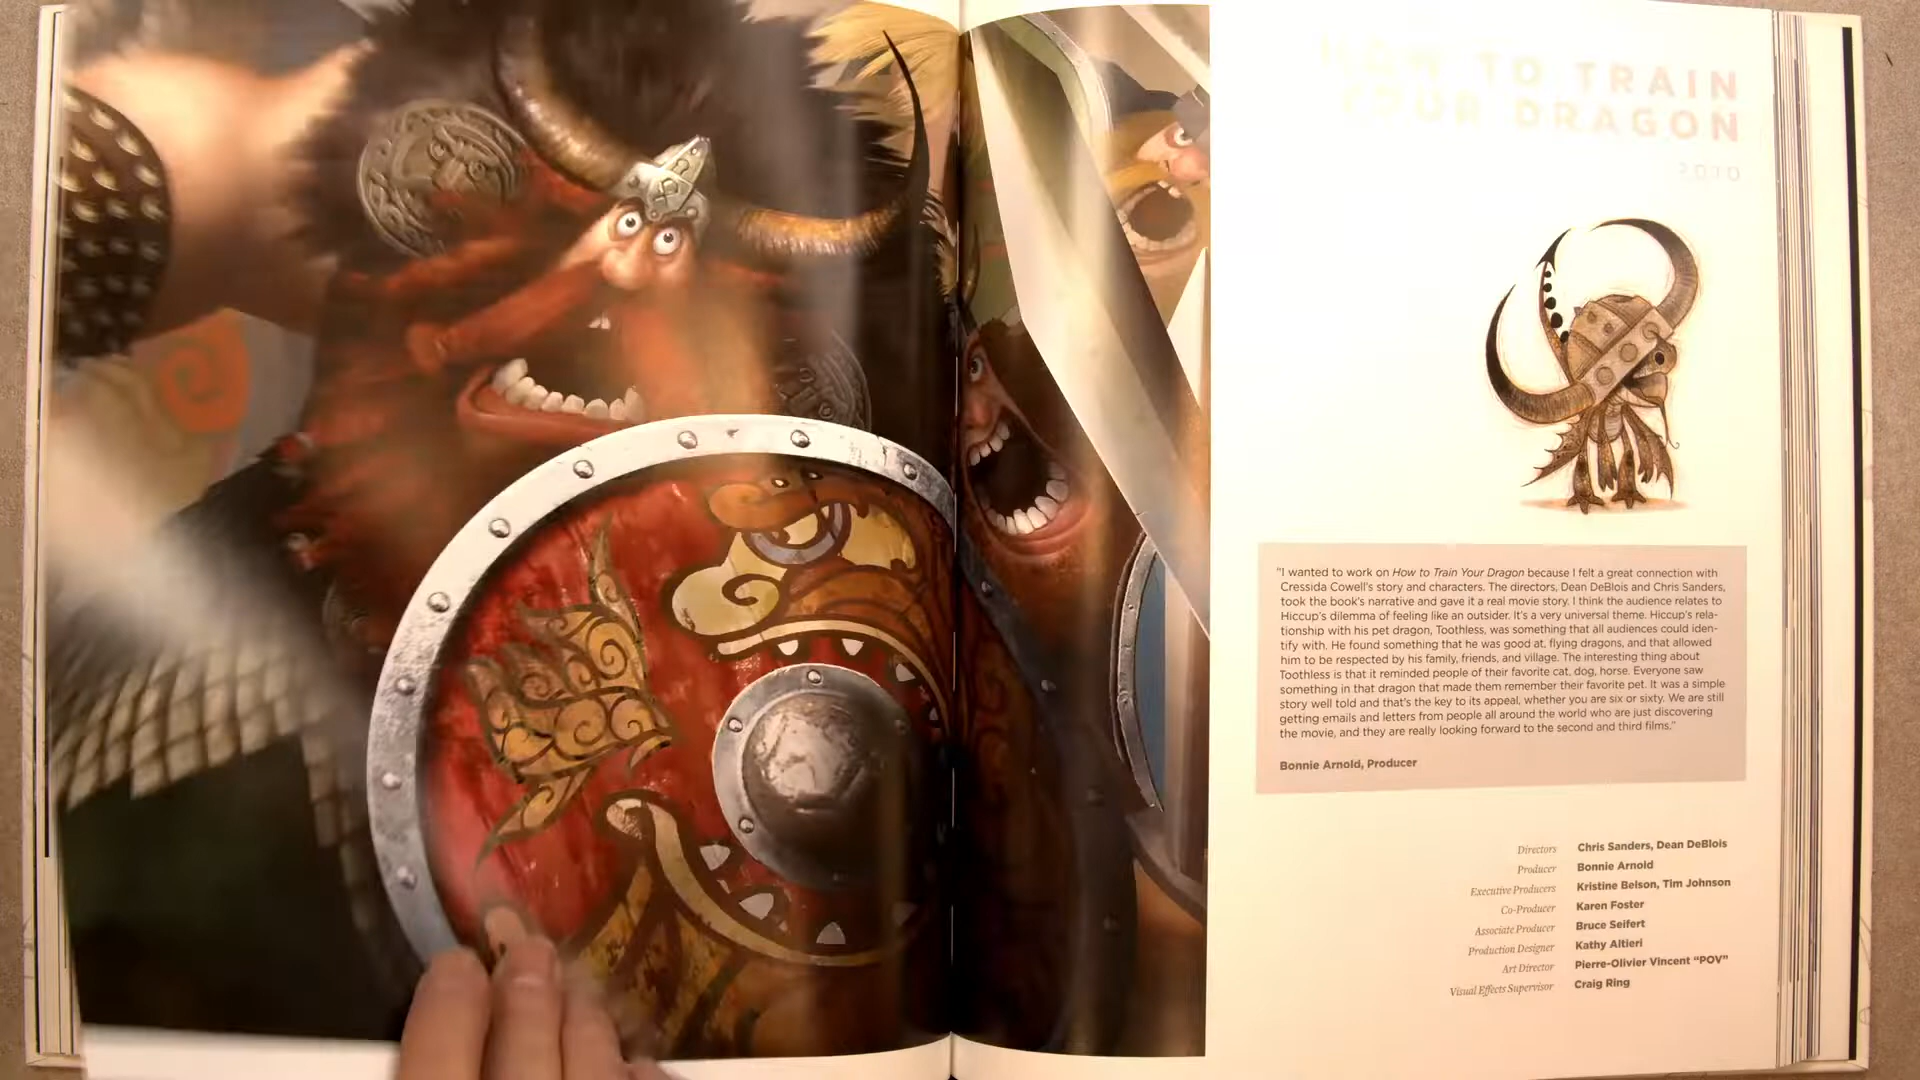 HOW TO TRAIN
YOUR DRAGON
2010
"I wanted to work on How to Train Your Dragon because I felt a great connection with
Cressida Cowell's story and characters. The directors, Dean DeBlois and Chris Sanders,
took the book's narrative and gave it a real movie story. I think the audience relates to
Hiccup's dilemma of feeling like an outsider. It's a very universal theme. Hiccup's rela-
tionship with his pet dragon, Toothless, was something that all audiences could iden-
tify with. He found something that he was good at, flying dragons, and that allowed
him to be respected by his family, friends, and village. The interesting thing about
Toothless is that it reminded people of their favorite cat, dog, horse. Everyone saw
something in that dragon that made them remember their favorite pet. It was a simple
story well told and that's the key to its appeal, whether you are six or sixty. We are still
getting emails and letters from people all around the world who are just discovering
the movie, and they are really looking forward to the second and third films."
Bonnie Arnold, Producer
Directors Chris Sanders, Dean DeBlois
Producer Bonnie Arnold
Executive Producers Kristine Belson, Tim Johnson
Co-Producer Karen Foster
Associate Producer Bruce Seifert
Production Designer Kathy Altieri
Art Director Pierre-Olivier Vincent "POV"
Visual Effects Supervisor Craig Ring